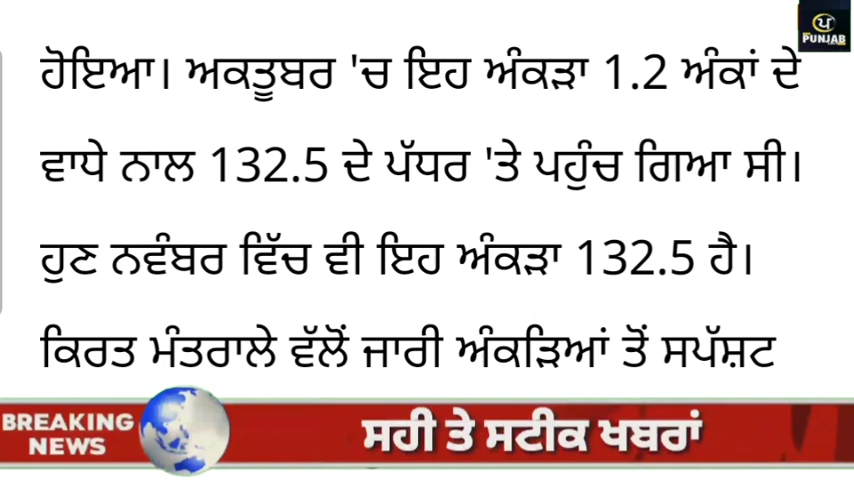 ਪ
PUNJAB
ਹੋਇਆ। ਅਕਤੂਬਰ 'ਚ ਇਹ ਅੰਕੜਾ 1.2 ਅੰਕਾਂ ਦੇ
ਵਾਧੇ ਨਾਲ 132.5 ਦੇ ਪੱਧਰ 'ਤੇ ਪਹੁੰਚ ਗਿਆ ਸੀ।
ਹੁਣ ਨਵੰਬਰ ਵਿੱਚ ਵੀ ਇਹ ਅੰਕੜਾ 132.5 ਹੈ।
ਕਿਰਤ ਮੰਤਰਾਲੇ ਵੱਲੋਂ ਜਾਰੀ ਅੰਕੜਿਆਂ ਤੋਂ ਸਪੱਸ਼ਟ
BREAKING
NEWS
ਸਹੀ ਤੇ ਸਟੀਕ ਖਬਰਾਂ